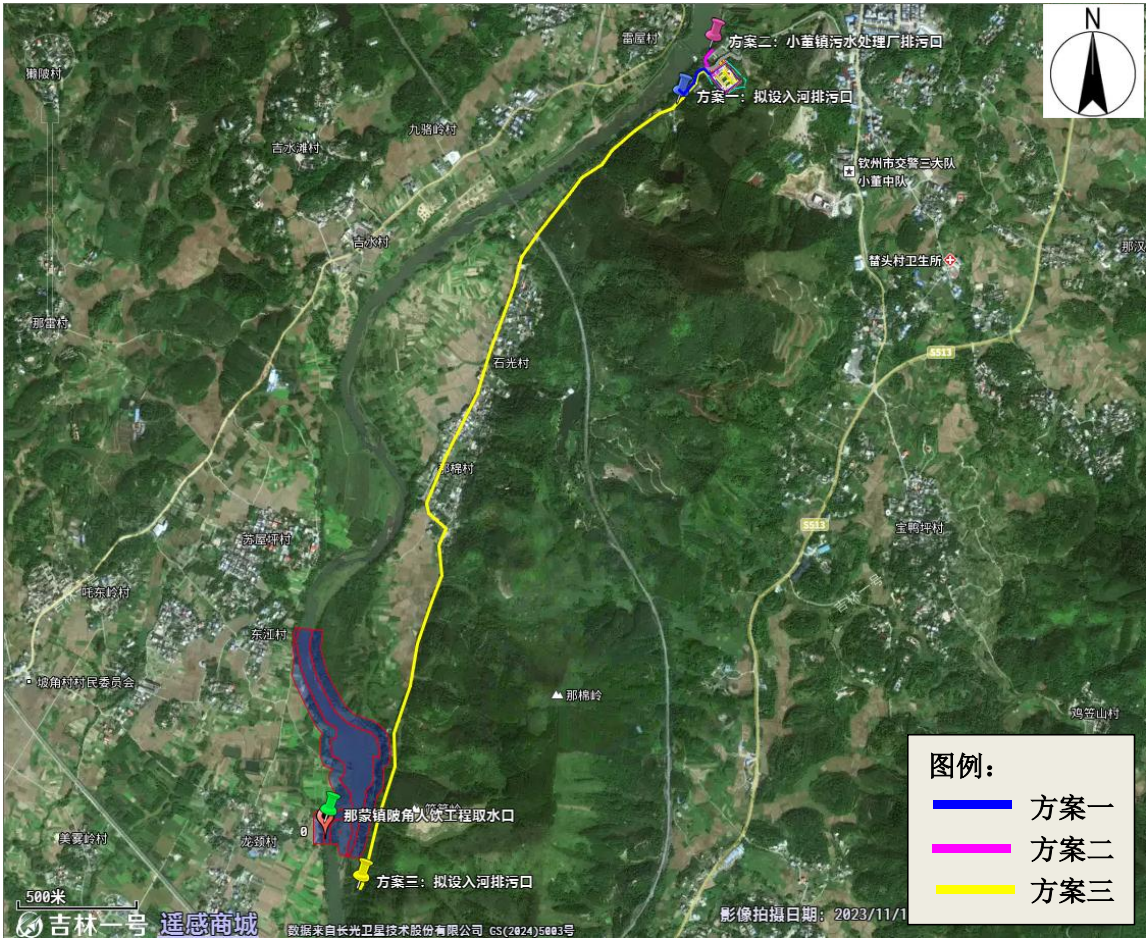 N
雷屋村
方案二：小董镇污水处理厂排污口
獭陂村
方案一：拟设入河排污口
九骆岭村
吉水滩村
钦州市交警三大队
小董中队
吉水村
那汉
替头村卫生所
那雷村
S513
石光村
那棉村
S513
宝鸭坪村
苏屋坪村
吒东岭村
东江村
坡角村村民委员会
那棉岭
鸡笠山村
图例：
方案一
方案二
方案三
那蒙镇陂角人饮工程取水口
0
龙颈村
美雾岭村
方案三：拟设入河排污口
500米
吉林一号 遥感商城
数据来自长光卫星技术股份有限公司 GS(2024)5003号
影像拍摄日期：2023/11/1